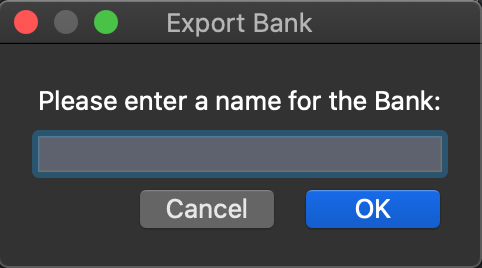 Export Bank
Please enter a name for the Bank:
Cancel
OK